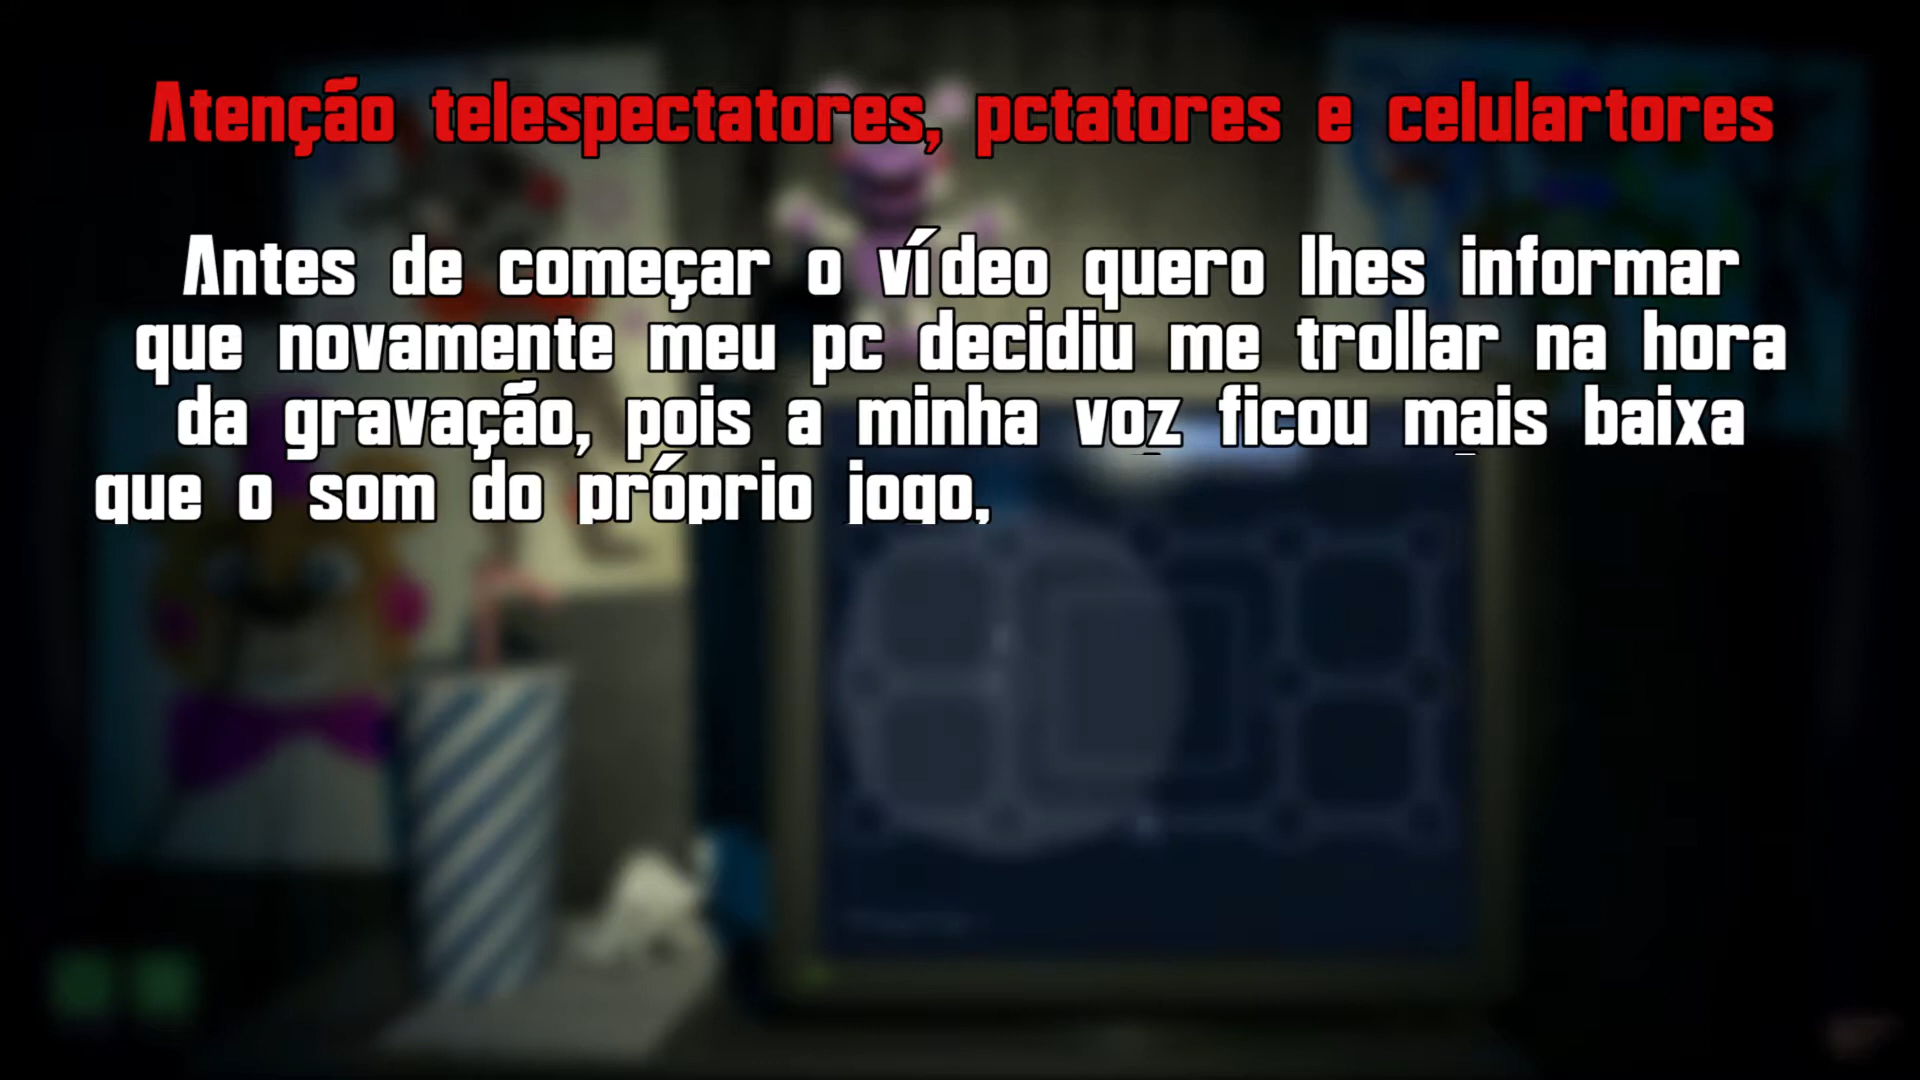 Atenção telespectatores, pctatores e celulartores
Antes de começar o vídeo quero lhes informar
que novamente meu pc decidiu me trollar na hora
da gravação, pois a minha voz ficou mais baixa
que o som do próprio jogo,